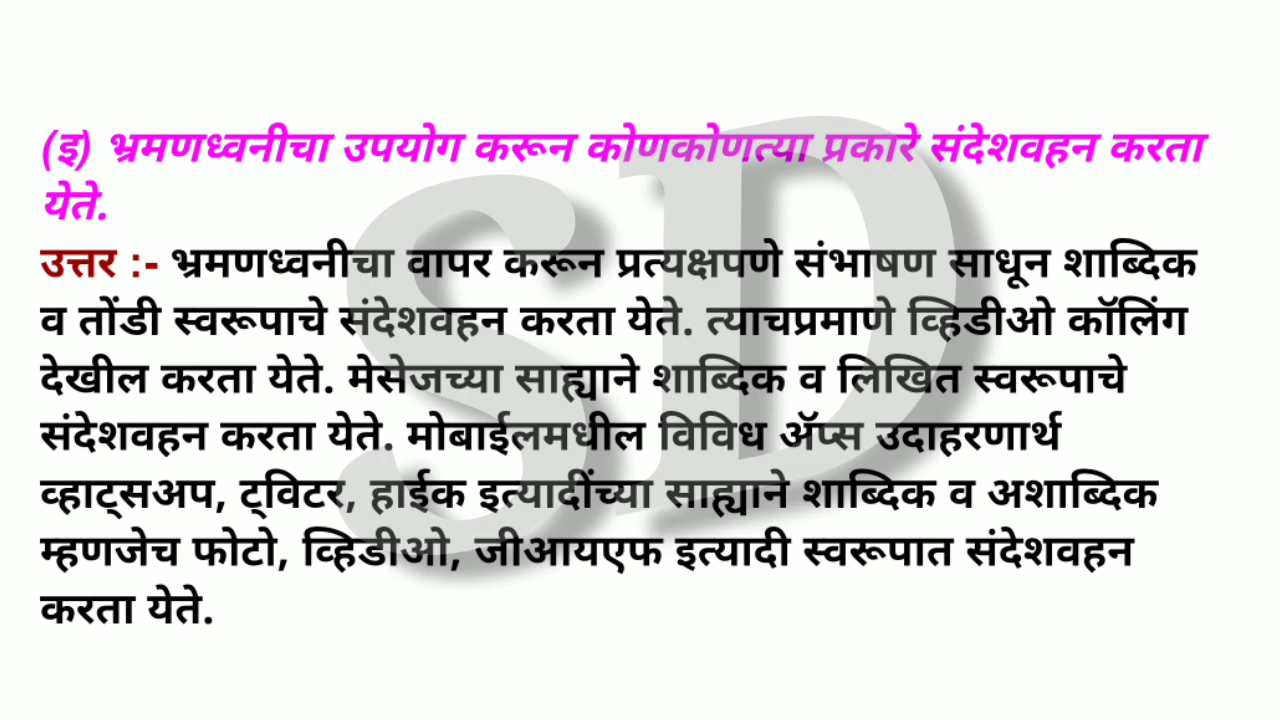 (इ) भ्रमणध्वनीचा उपयोग करून कोणकोणत्या प्रकारे संदेशवहन करता
येते.
उत्तर :- भ्रमणध्वनीचा वापर करून प्रत्यक्षपणे संभाषण साधून शाब्दिक
व तोंडी स्वरूपाचे संदेशवहन करता येते. त्याचप्रमाणे व्हिडीओ कॉलिंग
देखील करता येते. मेसेजच्या साह्याने शाब्दिक व लिखित स्वरूपाचे
संदेशवहन करता येते. मोबाईलमधील विविध ॲप्स उदाहरणार्थ
व्हाट्सअप, ट्विटर, हाईक इत्यादींच्या साह्याने शाब्दिक व अशाब्दिक
म्हणजेच फोटो, व्हिडीओ, जीआयएफ इत्यादी स्वरूपात संदेशवहन
करता येते.
SD